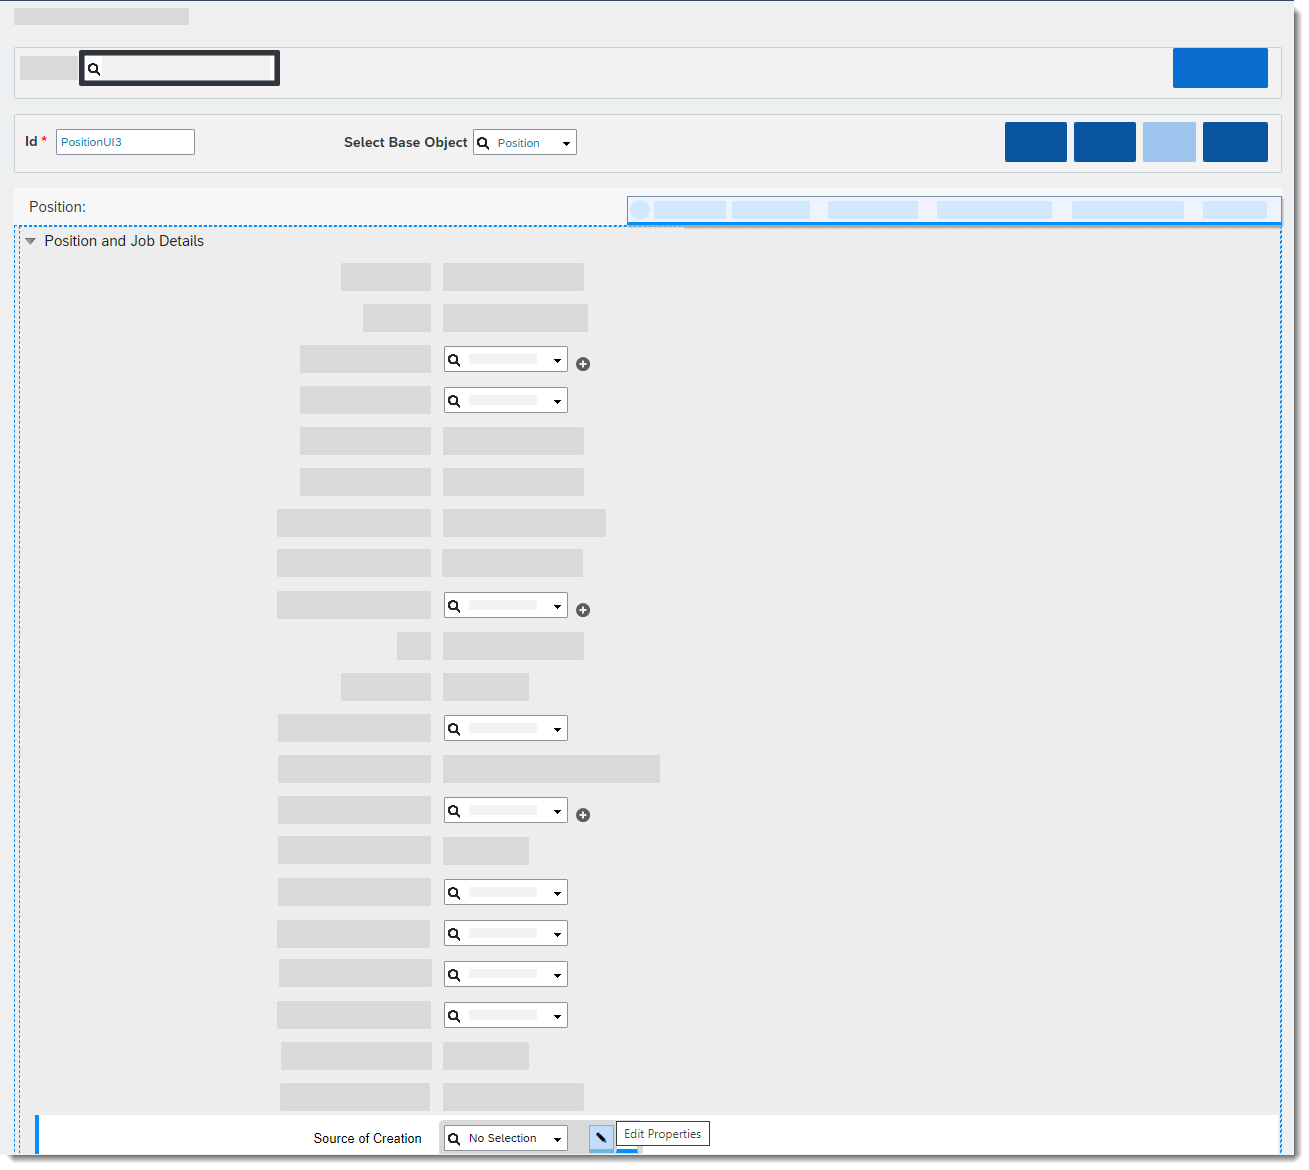 Id * PositionUI3 Select Base Object Position
Position:
Position and Job Details
Source of Creation No Selection Edit Properties